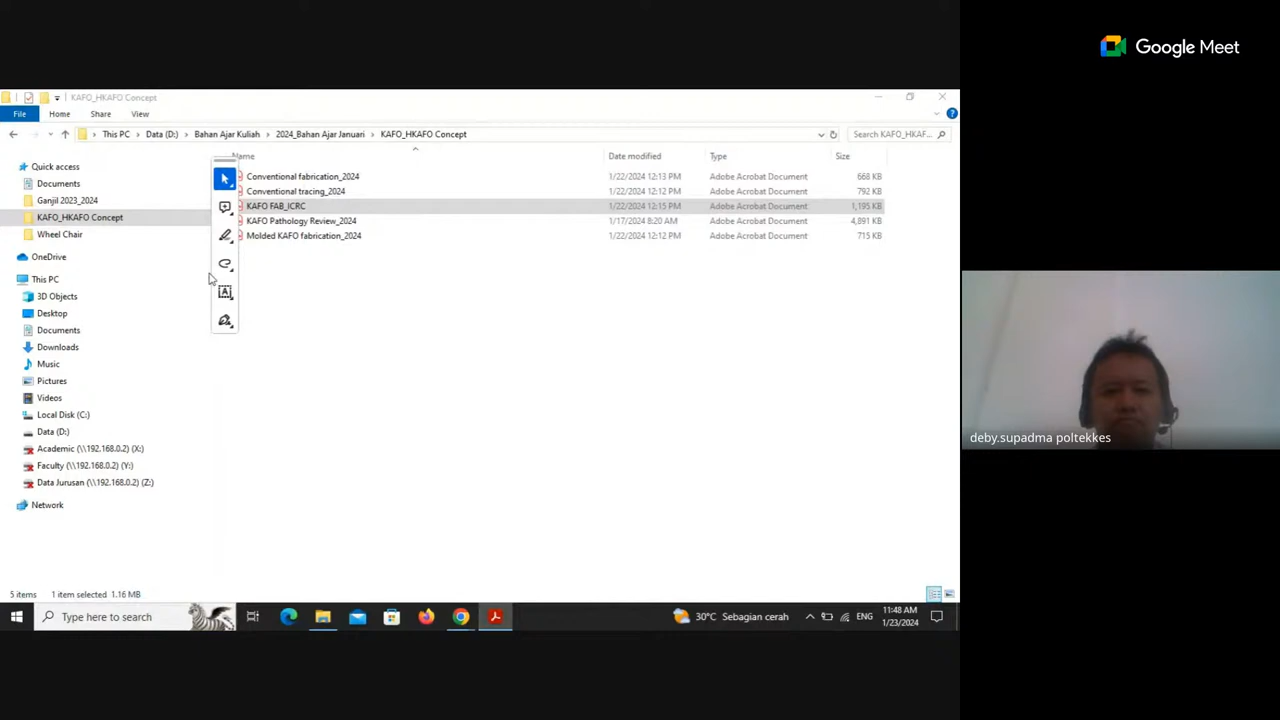 Google Meet
KAFO_HKAFO Concept
File Home Share View
This PC Data (D:) Bahan Ajar Kuliah 2024_Bahan Ajar Januari KAFO_HKAFO Concept Search KAFO_HKAF...
Name Date modified Type Size
Quick access
Documents
Ganjil 2023_2024
KAFO_HKAFO Concept
Wheel Chair
OneDrive
This PC
3D Objects
Desktop
Documents
Downloads
Music
Pictures
Videos
Local Disk (C:)
Data (D:)
Academic (\\192.168.0.2) (X:)
Faculty (\\192.168.0.2) (Y:)
Data Jurusan (\\192.168.0.2) (Z:)
Network
Conventional fabrication_2024 1/22/2024 12:13 PM Adobe Acrobat Document 668 KB
Conventional tracing_2024 1/22/2024 12:12 PM Adobe Acrobat Document 792 KB
KAFO FAB_ICRC 1/22/2024 12:15 PM Adobe Acrobat Document 1,195 KB
KAFO Pathology Review_2024 1/17/2024 8:20 AM Adobe Acrobat Document 4,891 KB
Molded KAFO fabrication_2024 1/22/2024 12:12 PM Adobe Acrobat Document 715 KB
deby.supadma poltekkes
5 items 1 item selected 1.16 MB
Type here to search
30°C Sebagian cerah
ENG
11:48 AM
1/23/2024